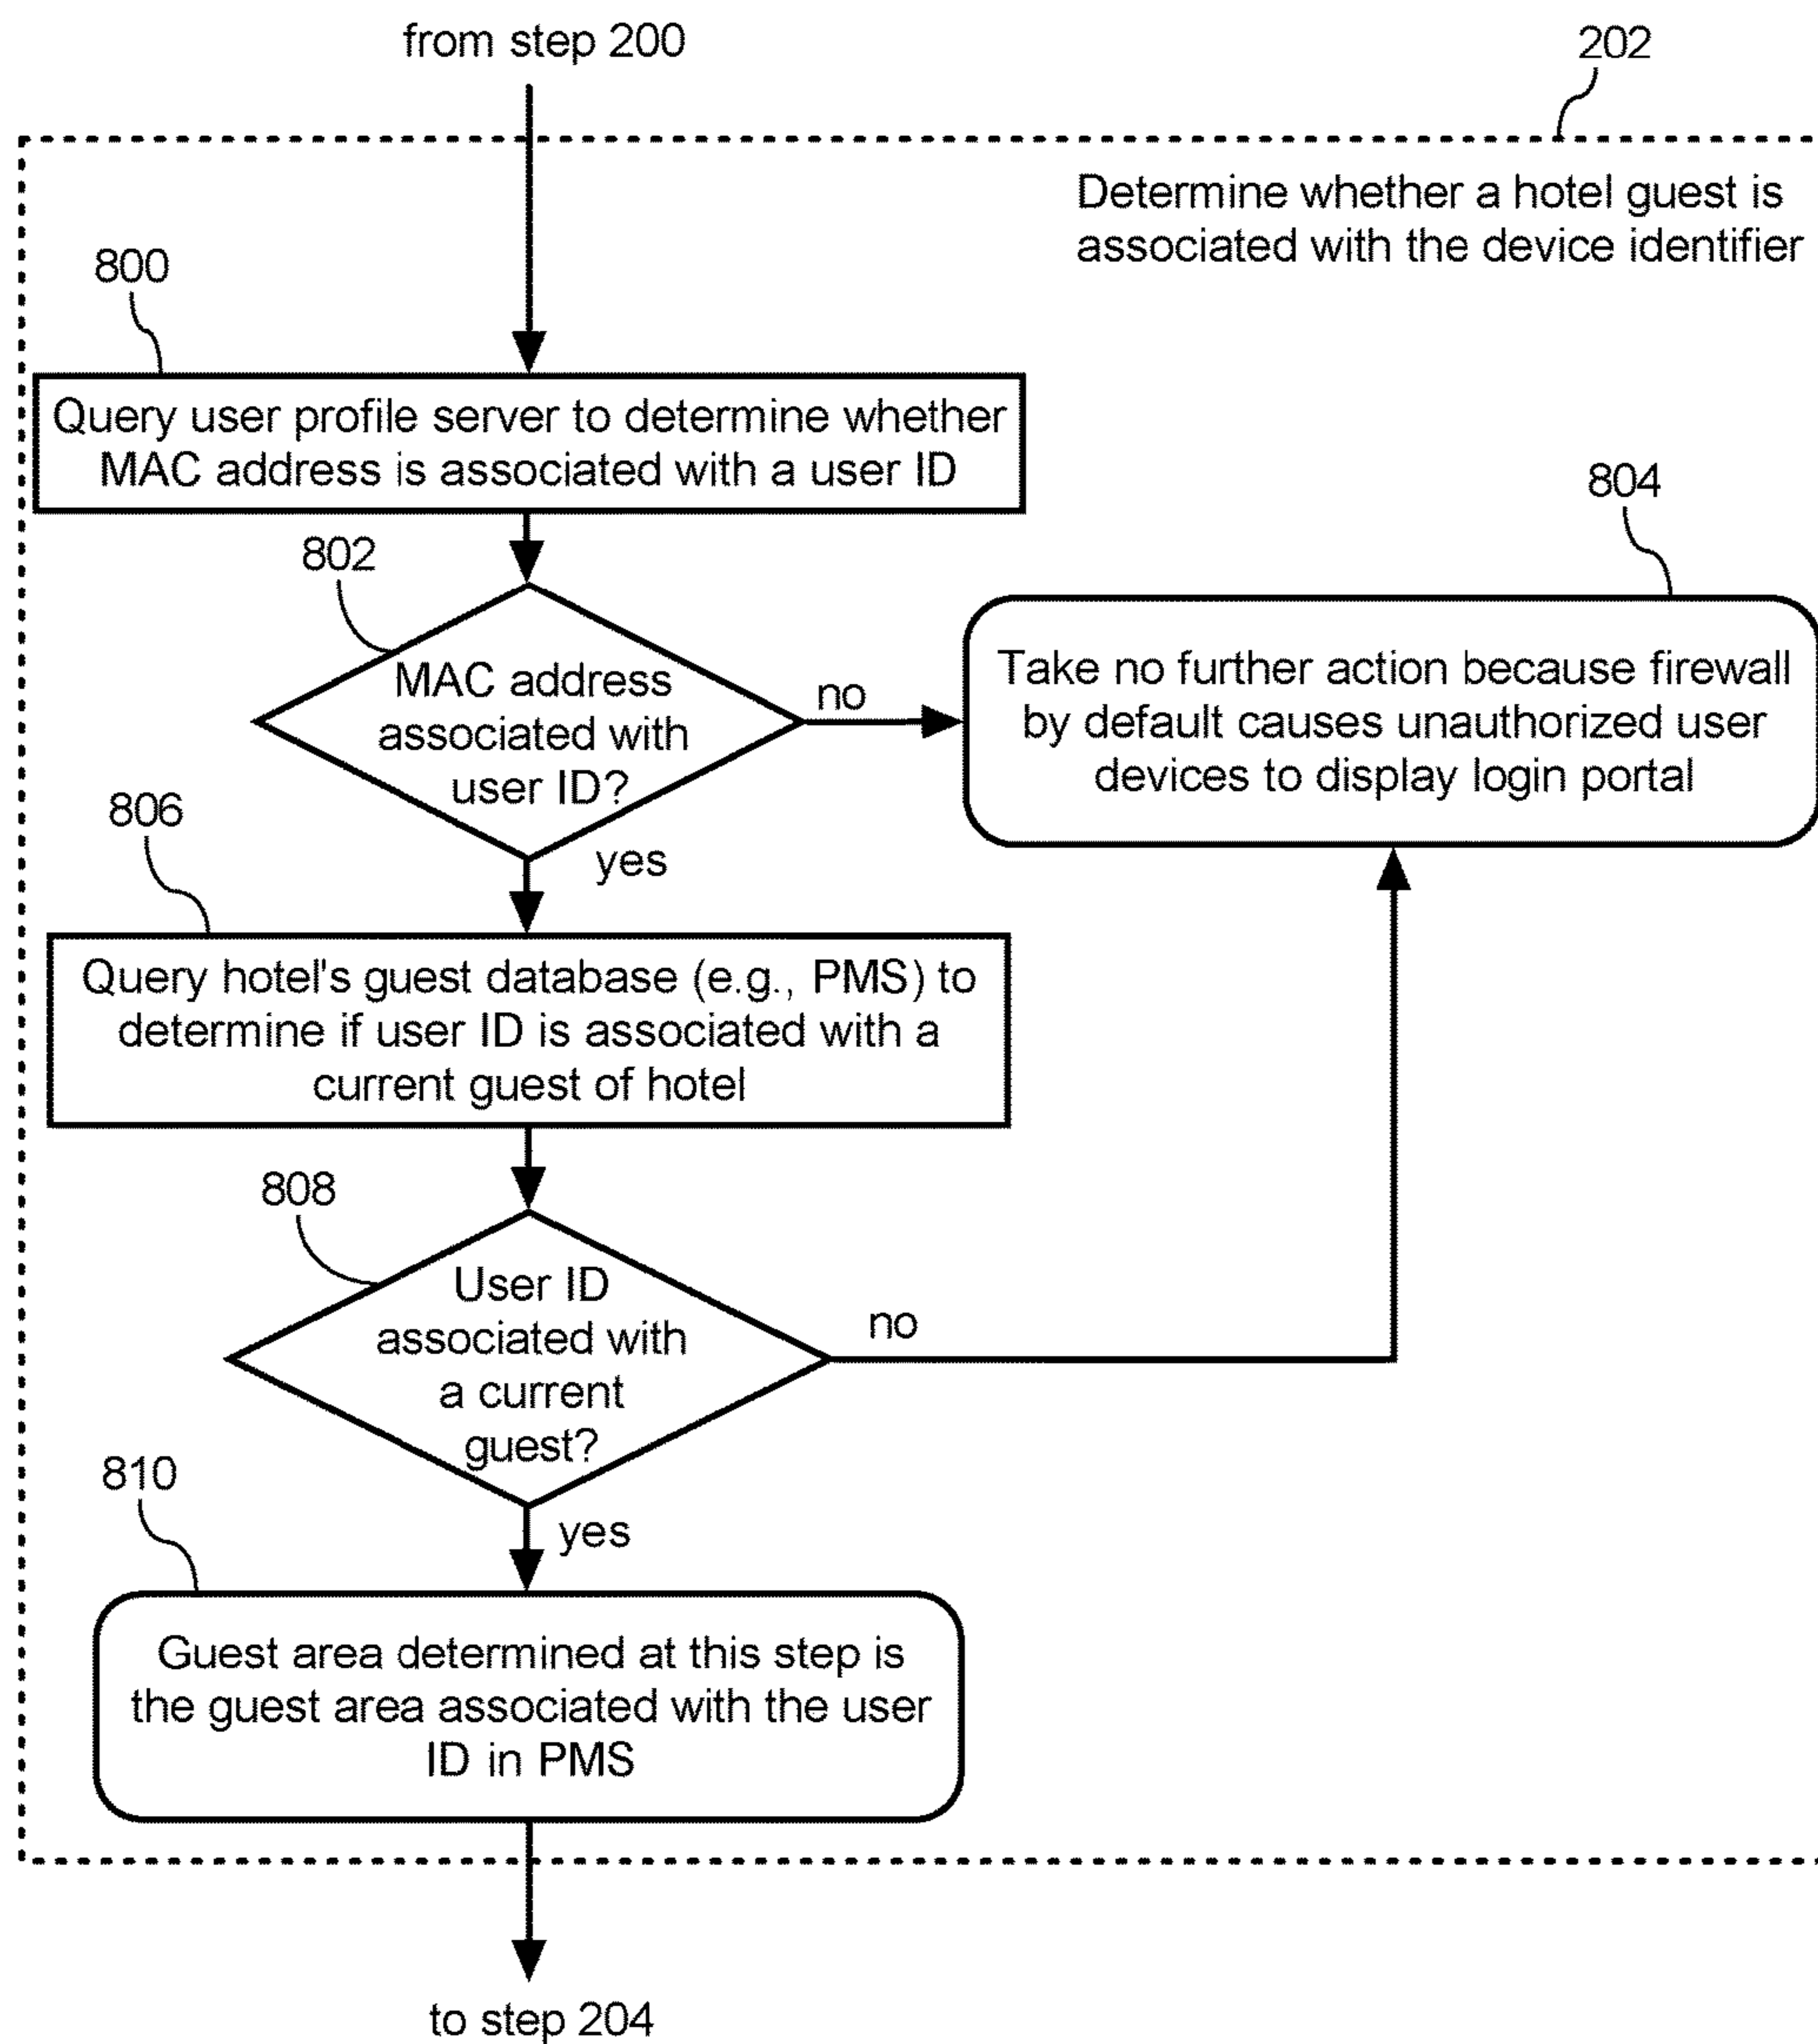 from step 200
202
Determine whether a hotel guest is
associated with the device identifier
800
Query user profile server to determine whether
MAC address is associated with a user ID
802
804
MAC address
associated with
user ID?
no
Take no further action because firewall
by default causes unauthorized user
devices to display login portal
806
yes
Query hotel's guest database (e.g., PMS) to
determine if user ID is associated with a
current guest of hotel
808
User ID
associated with
a current
guest?
no
810
yes
Guest area determined at this step is
the guest area associated with the user
ID in PMS
to step 204